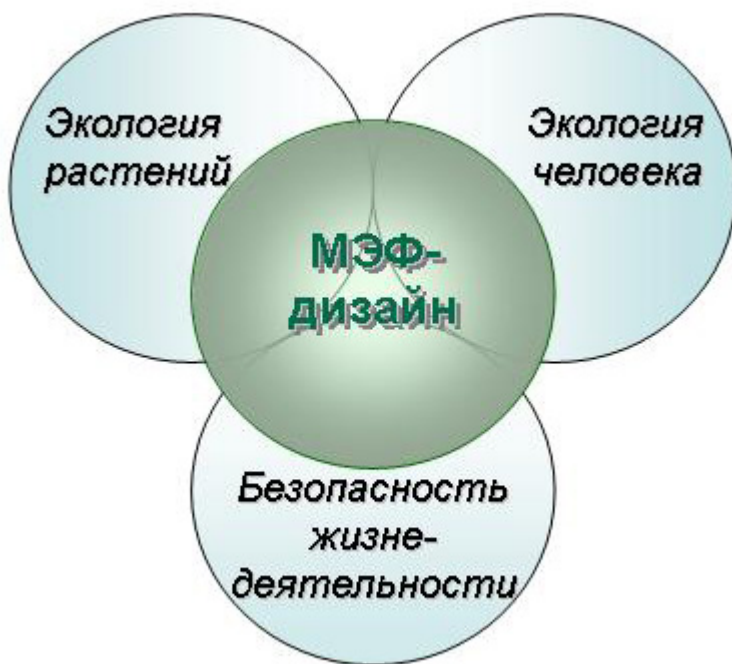 Экология
растений
Экология
человека
МЭФ-
дизайн
Безопасность
жизне-
деятельности